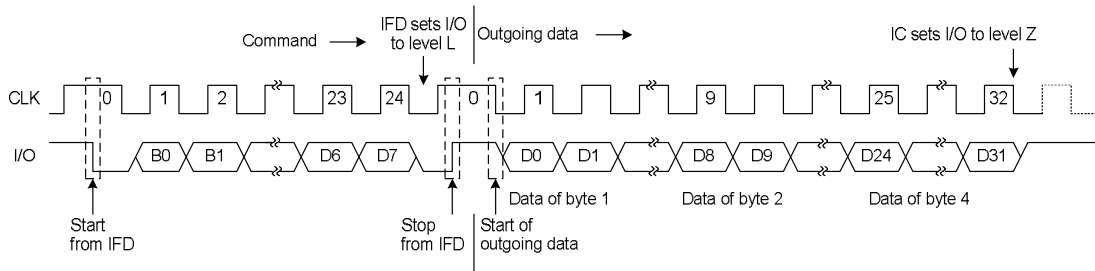 Command
IFD sets I/O
to level L
Outgoing data
IC sets I/O to level Z
CLK
0 1 2 23 24 0 1 9 25 32
I/O
B0 B1 D6 D7 D0 D1 D8 D9 D24 D31
Data of byte 1
Data of byte 2
Data of byte 4
Start
from IFD
Stop
from IFD
Start of
outgoing data